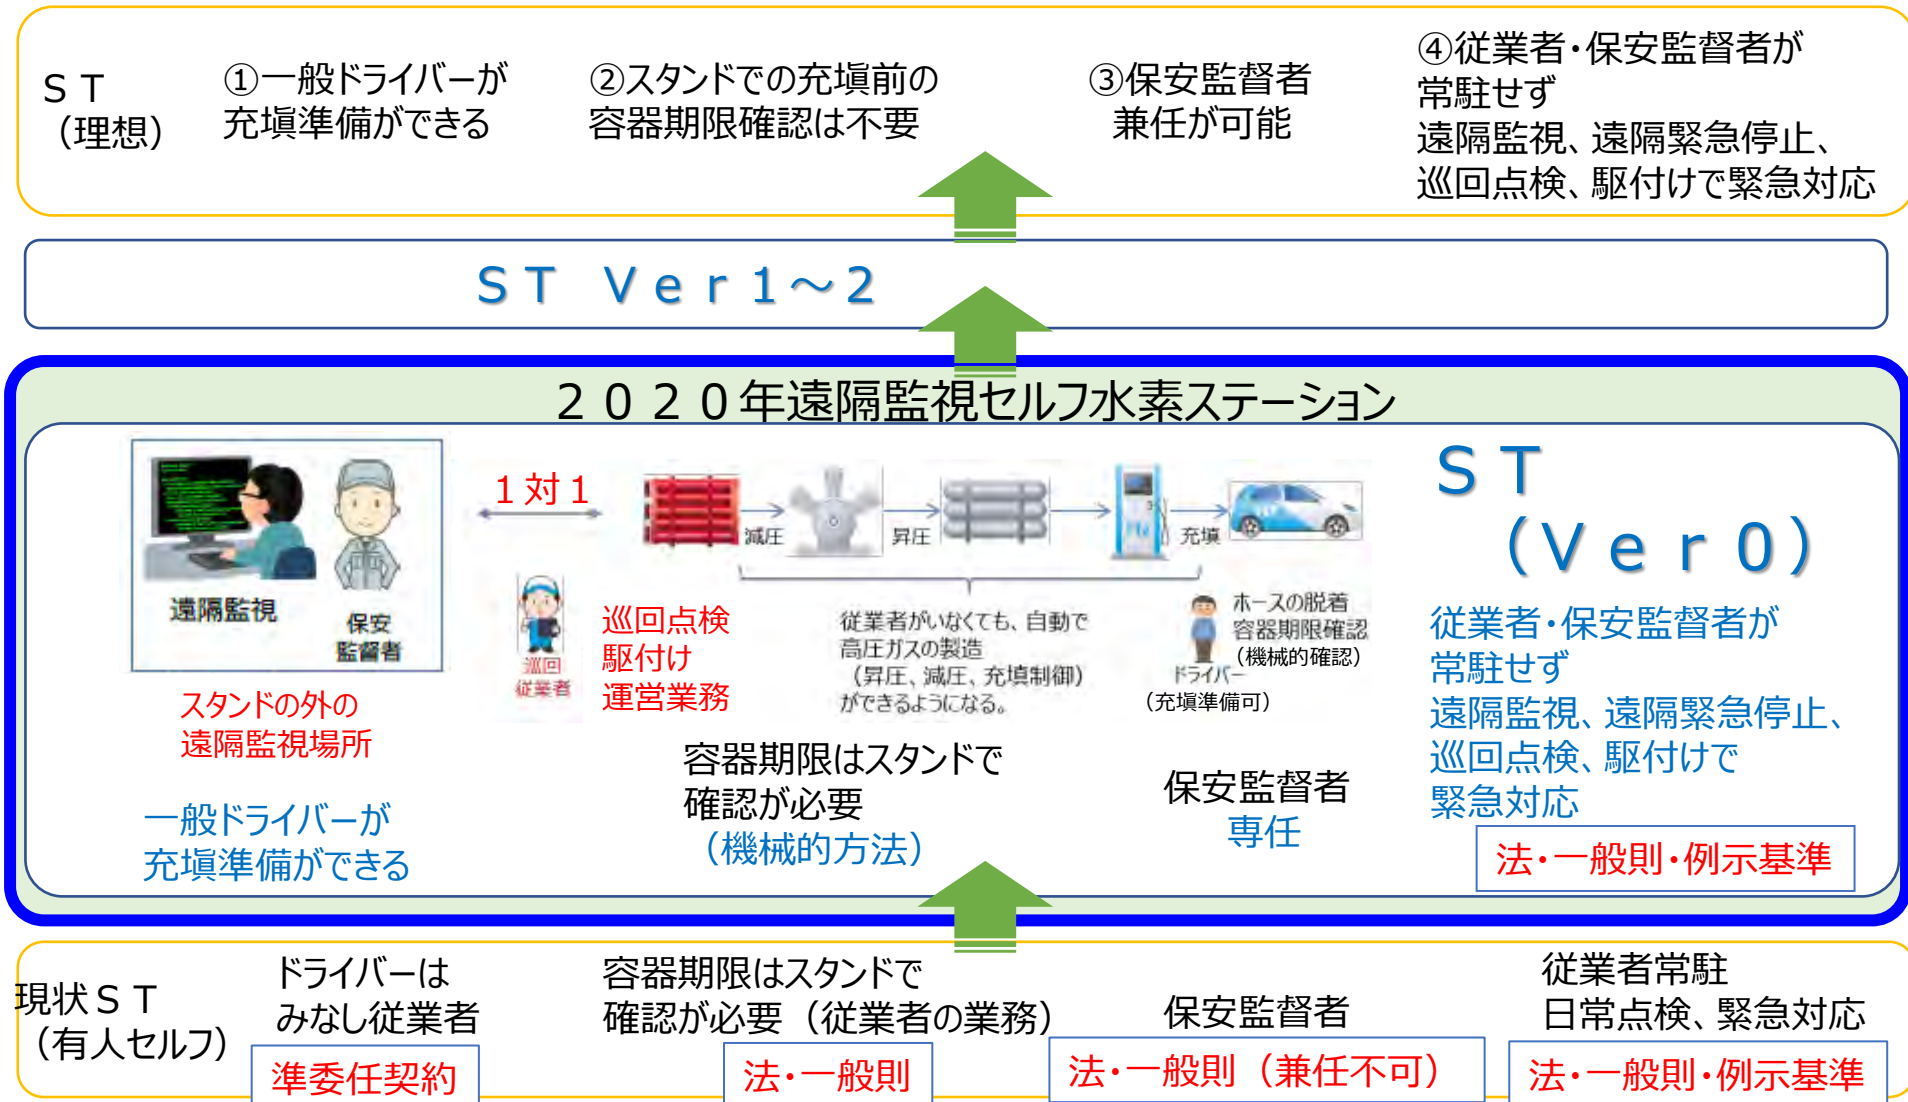 ＳＴ
（理想）
①一般ドライバーが
充塡準備ができる
②スタンドでの充塡前の
容器期限確認は不要
③保安監督者
兼任が可能
④従業者・保安監督者が
常駐せず
遠隔監視、遠隔緊急停止、
巡回点検、駆付けで緊急対応
ＳＴ　Ｖｅｒ１～２
２０２０年遠隔監視セルフ水素ステーション
遠隔監視
保安
監督者
スタンドの外の
遠隔監視場所
一般ドライバーが
充塡準備ができる
１対１
巡回
従業者
巡回点検
駆付け
運営業務
減圧
昇圧
充塡
従業者がいなくても、自動で
高圧ガスの製造
（昇圧、減圧、充塡制御）
ができるようになる。
ホースの脱着
容器期限確認
（機械的確認）
ドライバー
（充塡準備可）
容器期限はスタンドで
確認が必要
（機械的方法）
保安監督者
専任
ＳＴ
（Ｖｅｒ０）
従業者・保安監督者が
常駐せず
遠隔監視、遠隔緊急停止、
巡回点検、駆付けで
緊急対応
法・一般則・例示基準
現状ＳＴ
（有人セルフ）
ドライバーは
みなし従業者
準委任契約
容器期限はスタンドで
確認が必要（従業者の業務）
法・一般則
保安監督者
法・一般則（兼任不可）
従業者常駐
日常点検、緊急対応
法・一般則・例示基準